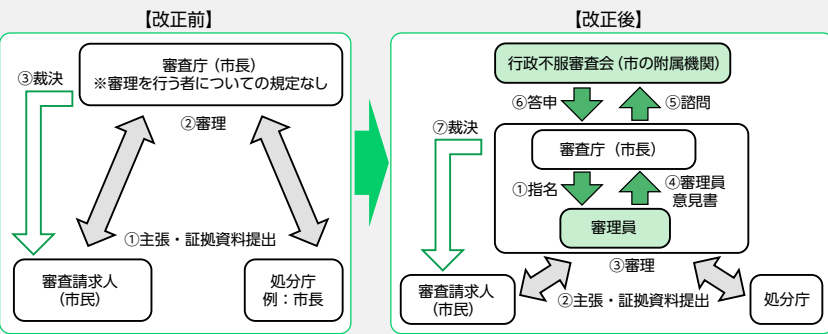 【改正前】
審査庁（市長）
※審理を行う者についての規定なし
③裁決
②審理
①主張・証拠資料提出
審査請求人
（市民）
処分庁
例：市長
【改正後】
行政不服審査会（市の附属機関）
⑥答申
⑤諮問
⑦裁決
審査庁（市長）
①指名
④審理員
意見書
審理員
③審理
②主張・証拠資料提出
審査請求人
（市民）
処分庁